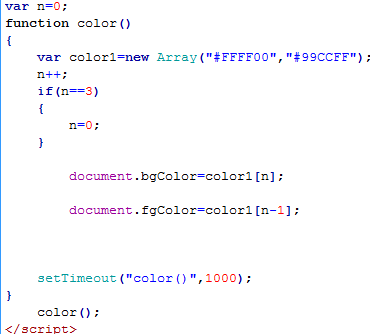 var n=0;
function color()
{
var color1=new Array("#FFFF00","#99CCFF");
n++;
if(n==3)
{
n=0;
}
document.bgColor=color1[n];
document.fgColor=color1[n-1];
setTimeout("color()",1000);
}
color();
</script>